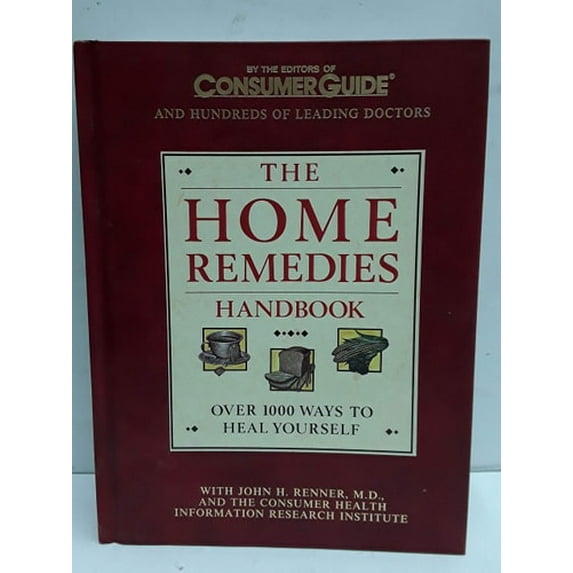 BY THE EDITORS OF
CONSUMER GUIDE®
AND HUNDREDS OF LEADING DOCTORS
THE
HOME
REMEDIES
HANDBOOK
OVER 1000 WAYS TO
HEAL YOURSELF
WITH JOHN H. RENNER, M.D.,
AND THE CONSUMER HEALTH
INFORMATION RESEARCH INSTITUTE